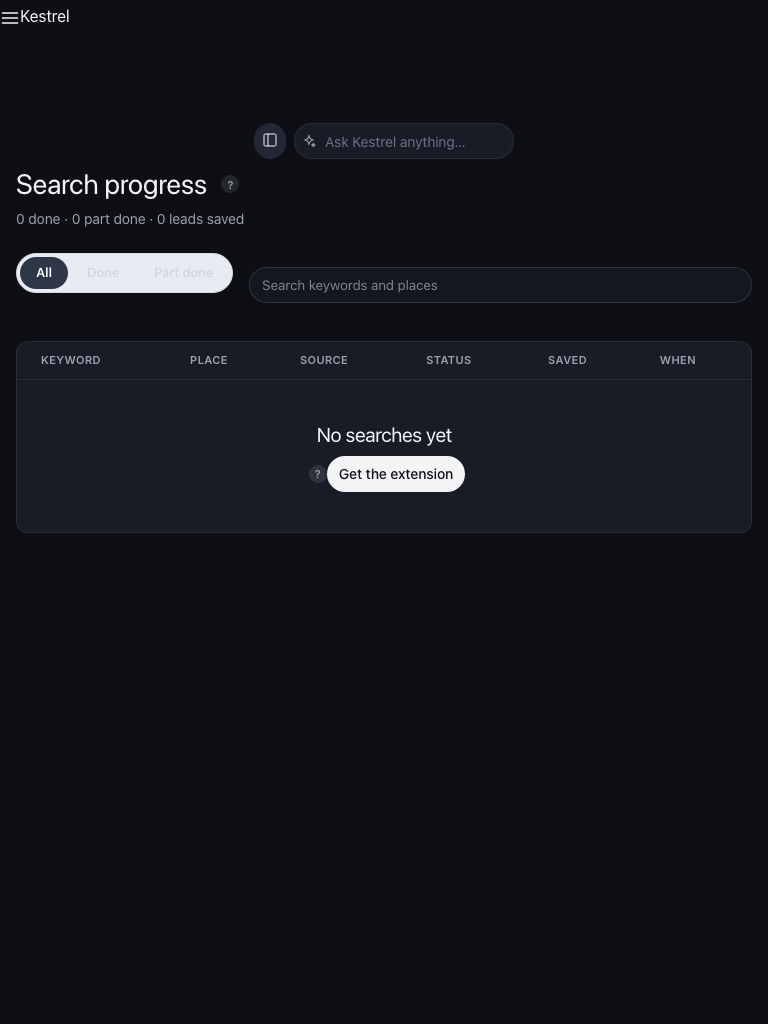 Kestrel
Ask Kestrel anything...
Search progress ?
0 done · 0 part done · 0 leads saved
All Done Part done
Search keywords and places
KEYWORD PLACE SOURCE STATUS SAVED WHEN
No searches yet
? Get the extension